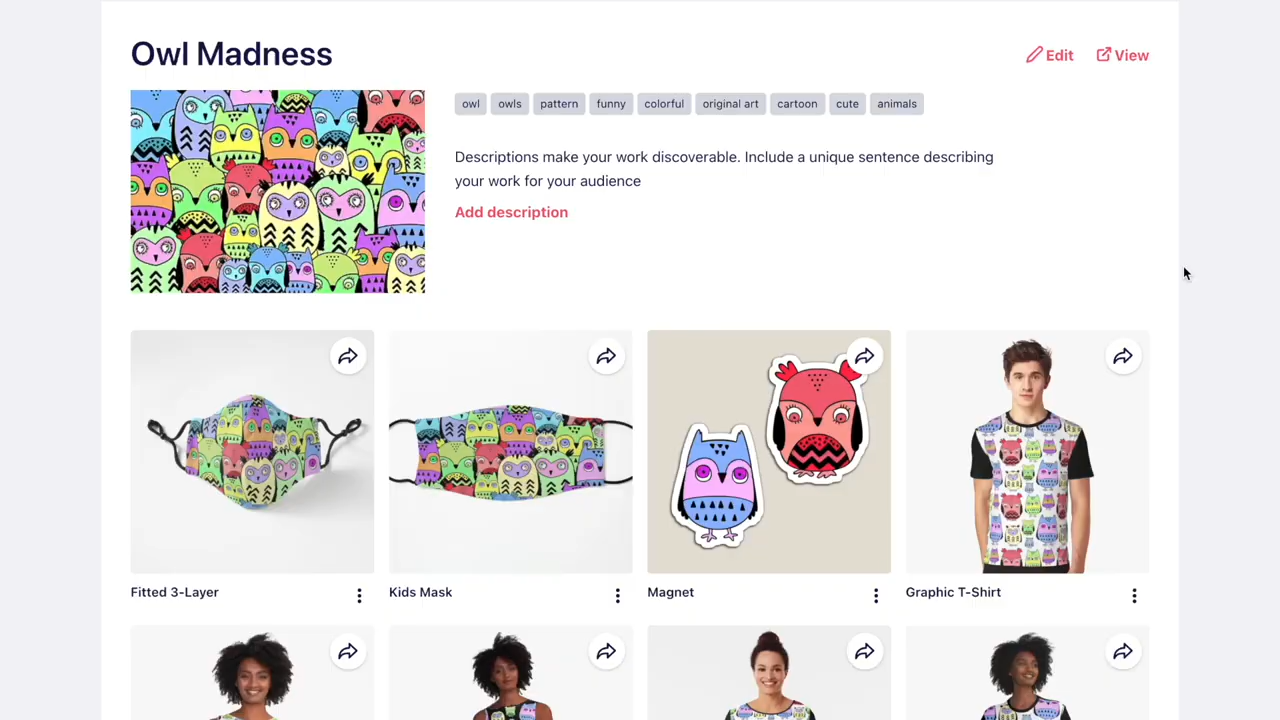 Owl Madness
Edit
View
owl owls pattern funny colorful original art cartoon cute animals
Descriptions make your work discoverable. Include a unique sentence describing
your work for your audience
Add description
Fitted 3-Layer
Kids Mask
Magnet
Graphic T-Shirt